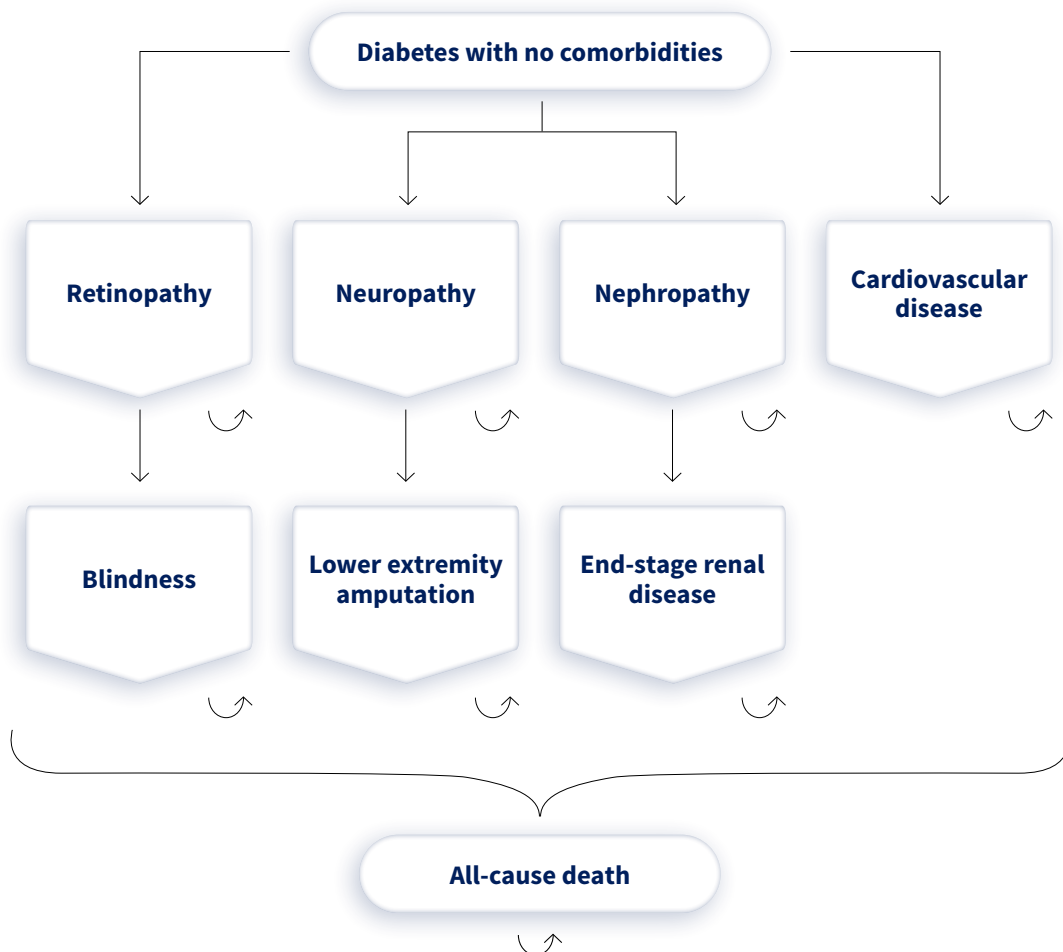 Diabetes with no comorbidities
Retinopathy
Neuropathy
Nephropathy
Cardiovascular
disease
Blindness
Lower extremity
amputation
End-stage renal
disease
All-cause death